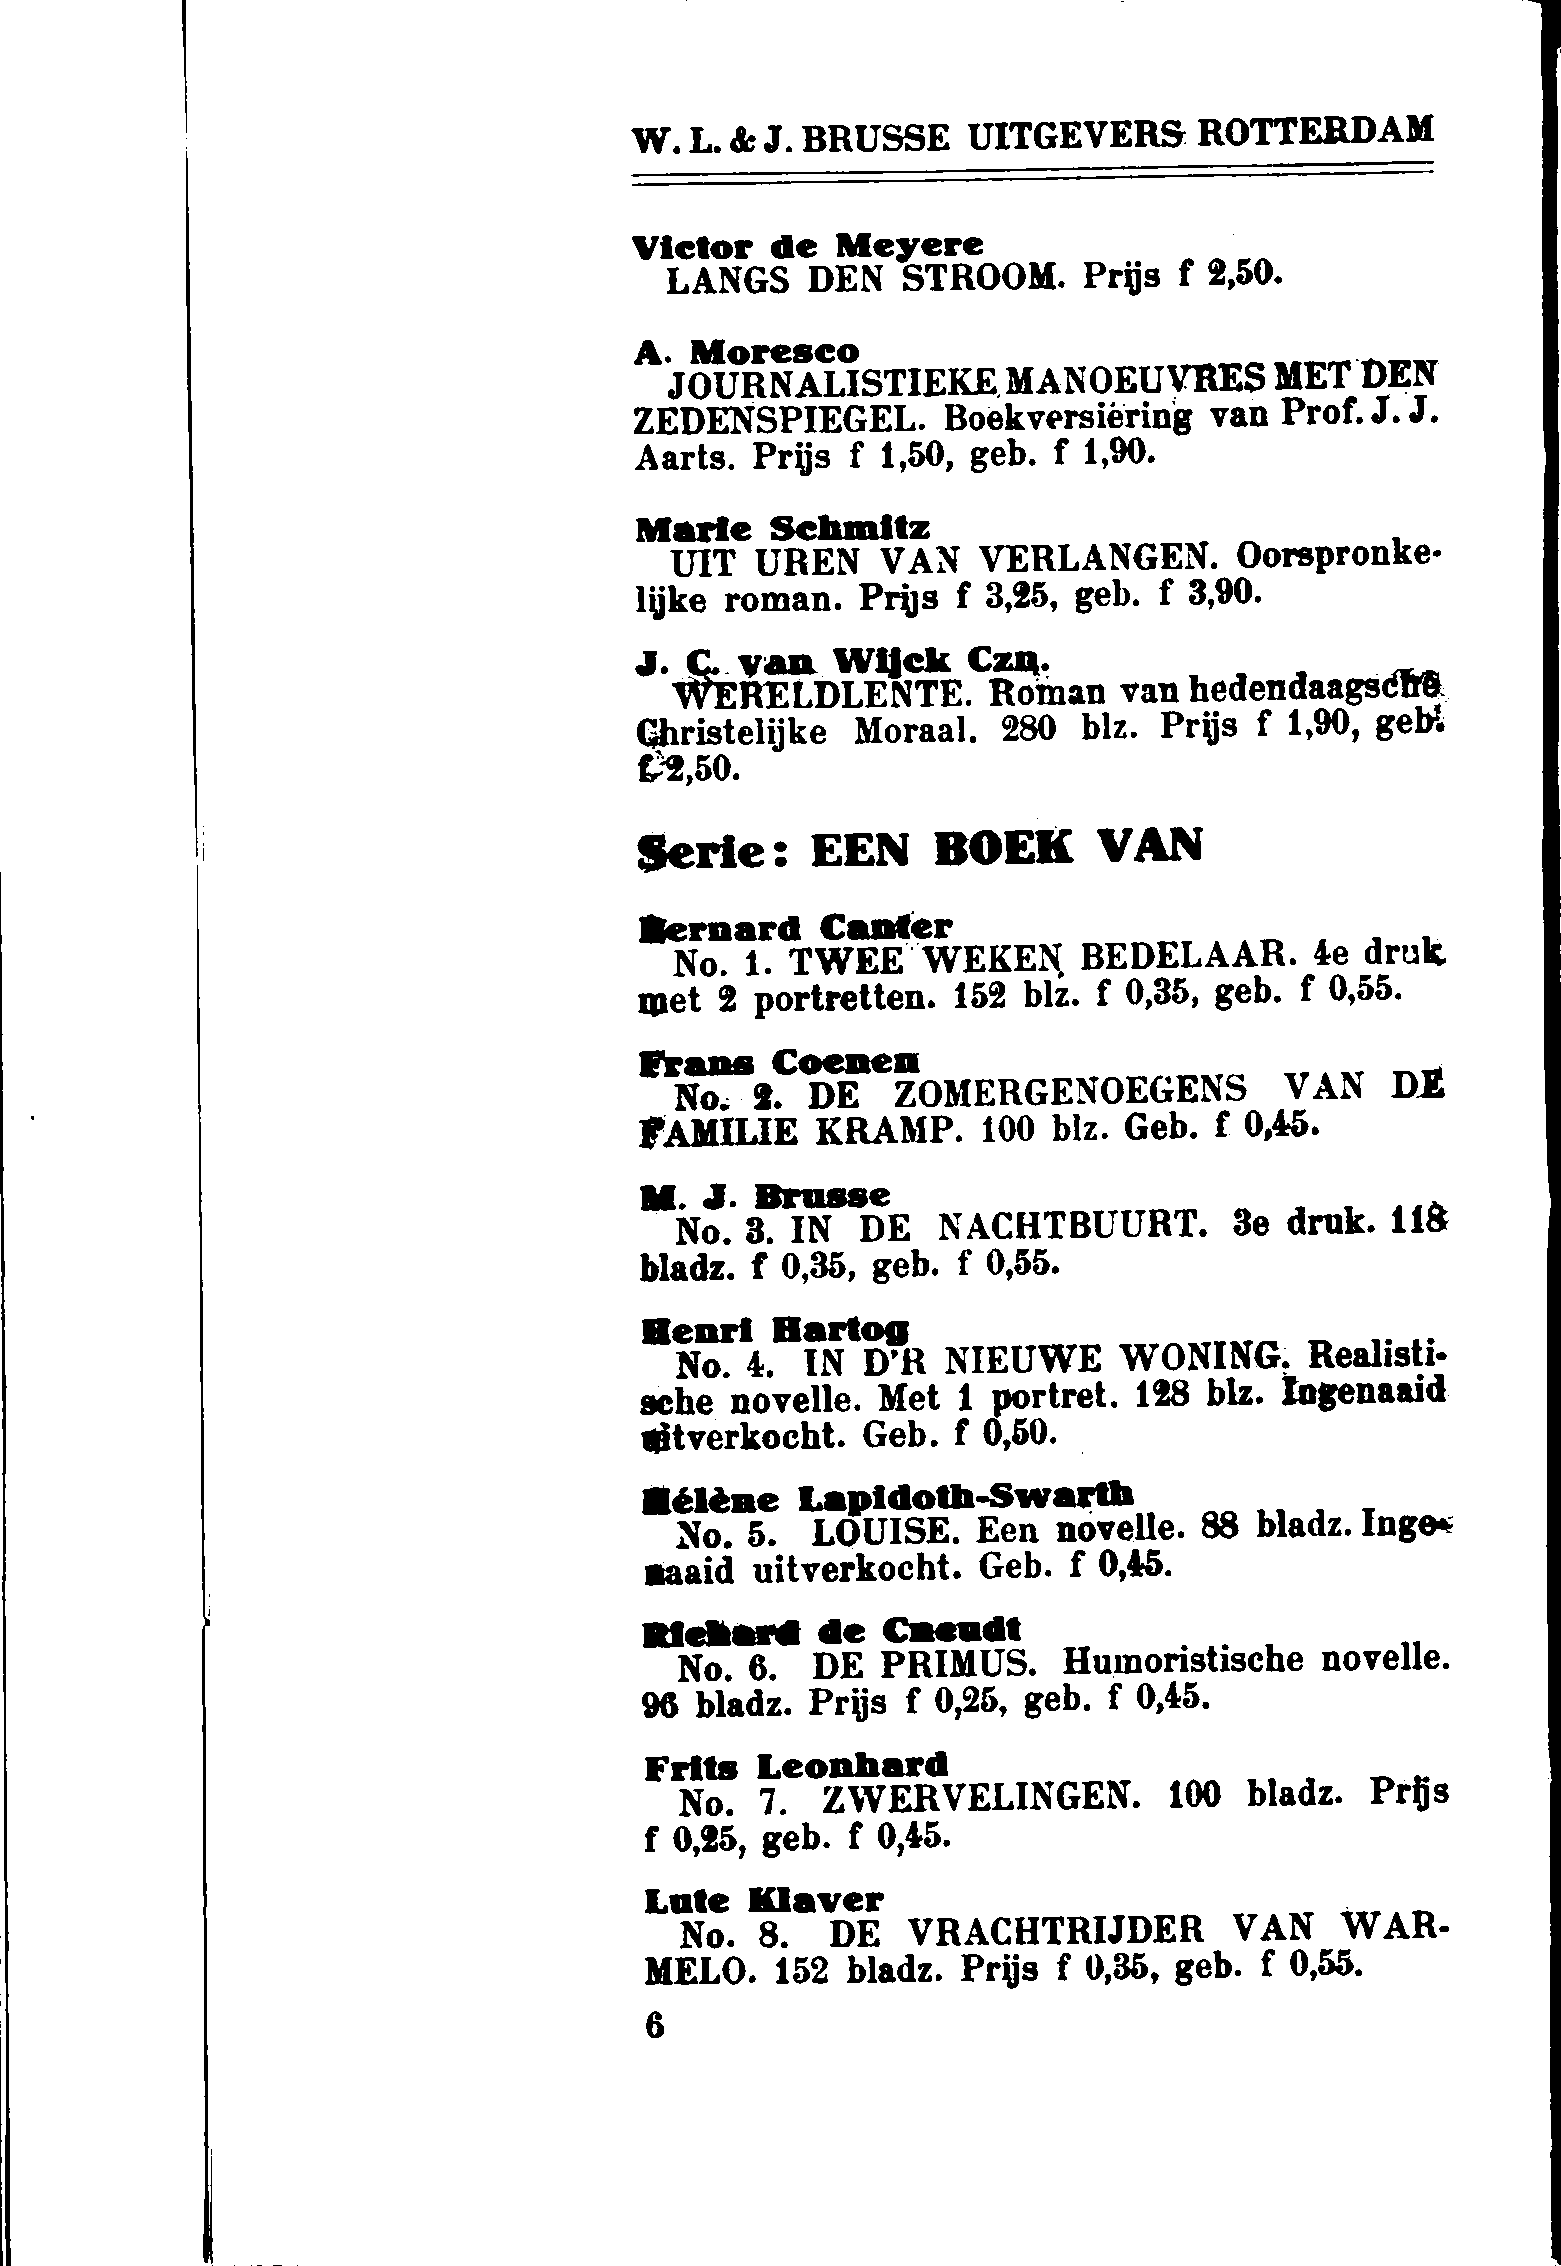 W. L. & J. BRUSSE UITGEVERS ROTTERDAM
Victor de Meyere
LANGS DEN STROOM. Prijs f 2,50.
A. Moresco
JOURNALISTIEKE MANOEUVRES MET DEN
ZEDENSPIEGEL. Boekversiering van Prof. J. J.
Aarts. Prijs f 1,50, geb. f 1,90.
Marie Schmitz
UIT UREN VAN VERLANGEN. Oorspronke-
lijke roman. Prijs f 3,25, geb. f 3,90.
J. C. van Wijck Czn.
WERELDLENTE. Roman van hedendaagsche
Christelijke Moraal. 280 blz. Prijs f 1,90, geb.
f 2,50.
Serie: EEN BOEK VAN
Bernard Canter
No. 1. TWEE WEKEN BEDELAAR. 4e druk
met 2 portretten. 152 blz. f 0,35, geb. f 0,55.
Frans Coenen
No. 2. DE ZOMERGENOEGENS VAN DE
FAMILIE KRAMP. 100 blz. Geb. f 0,45.
M. J. Brusse
No. 3. IN DE NACHTBUURT. 3e druk. 118
bladz. f 0,35, geb. f 0,55.
Henri Hartog
No. 4. IN D'R NIEUWE WONING. Realisti-
sche novelle. Met 1 portret. 128 blz. Ingenaaid
uitverkocht. Geb. f 0,50.
Hélène Lapidoth-Swarth
No. 5. LOUISE. Een novelle. 88 bladz. Inge-
naaid uitverkocht. Geb. f 0,45.
Richard de Cneudt
No. 6. DE PRIMUS. Humoristische novelle.
96 bladz. Prijs f 0,25, geb. f 0,45.
Frits Leonhard
No. 7. ZWERVELINGEN. 100 bladz. Prijs
f 0,25, geb. f 0,45.
Lute Klaver
No. 8. DE VRACHTRIJDER VAN WAR-
MELO. 152 bladz. Prijs f 0,35, geb. f 0,55.
6